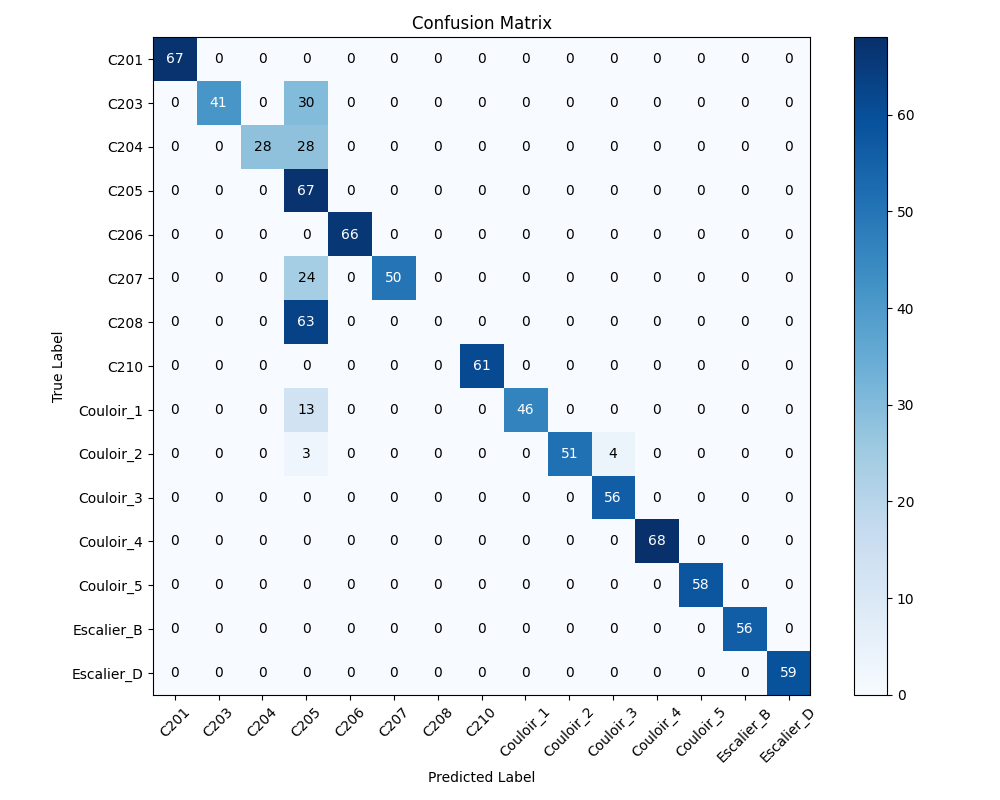 Confusion Matrix
True Label
C201 67 0 0 0 0 0 0 0 0 0 0 0 0 0 0
C203 0 41 0 30 0 0 0 0 0 0 0 0 0 0 0
C204 0 0 28 28 0 0 0 0 0 0 0 0 0 0 0
C205 0 0 0 67 0 0 0 0 0 0 0 0 0 0 0
C206 0 0 0 0 66 0 0 0 0 0 0 0 0 0 0
C207 0 0 0 24 0 50 0 0 0 0 0 0 0 0 0
C208 0 0 0 63 0 0 0 0 0 0 0 0 0 0 0
C210 0 0 0 0 0 0 0 61 0 0 0 0 0 0 0
Couloir_1 0 0 0 13 0 0 0 0 46 0 0 0 0 0 0
Couloir_2 0 0 0 3 0 0 0 0 0 51 4 0 0 0 0
Couloir_3 0 0 0 0 0 0 0 0 0 0 56 0 0 0 0
Couloir_4 0 0 0 0 0 0 0 0 0 0 0 68 0 0 0
Couloir_5 0 0 0 0 0 0 0 0 0 0 0 0 58 0 0
Escalier_B 0 0 0 0 0 0 0 0 0 0 0 0 0 56 0
Escalier_D 0 0 0 0 0 0 0 0 0 0 0 0 0 0 59
C201 C203 C204 C205 C206 C207 C208 C210 Couloir_1 Couloir_2 Couloir_3 Couloir_4 Couloir_5 Escalier_B Escalier_D
Predicted Label
60
50
40
30
20
10
0